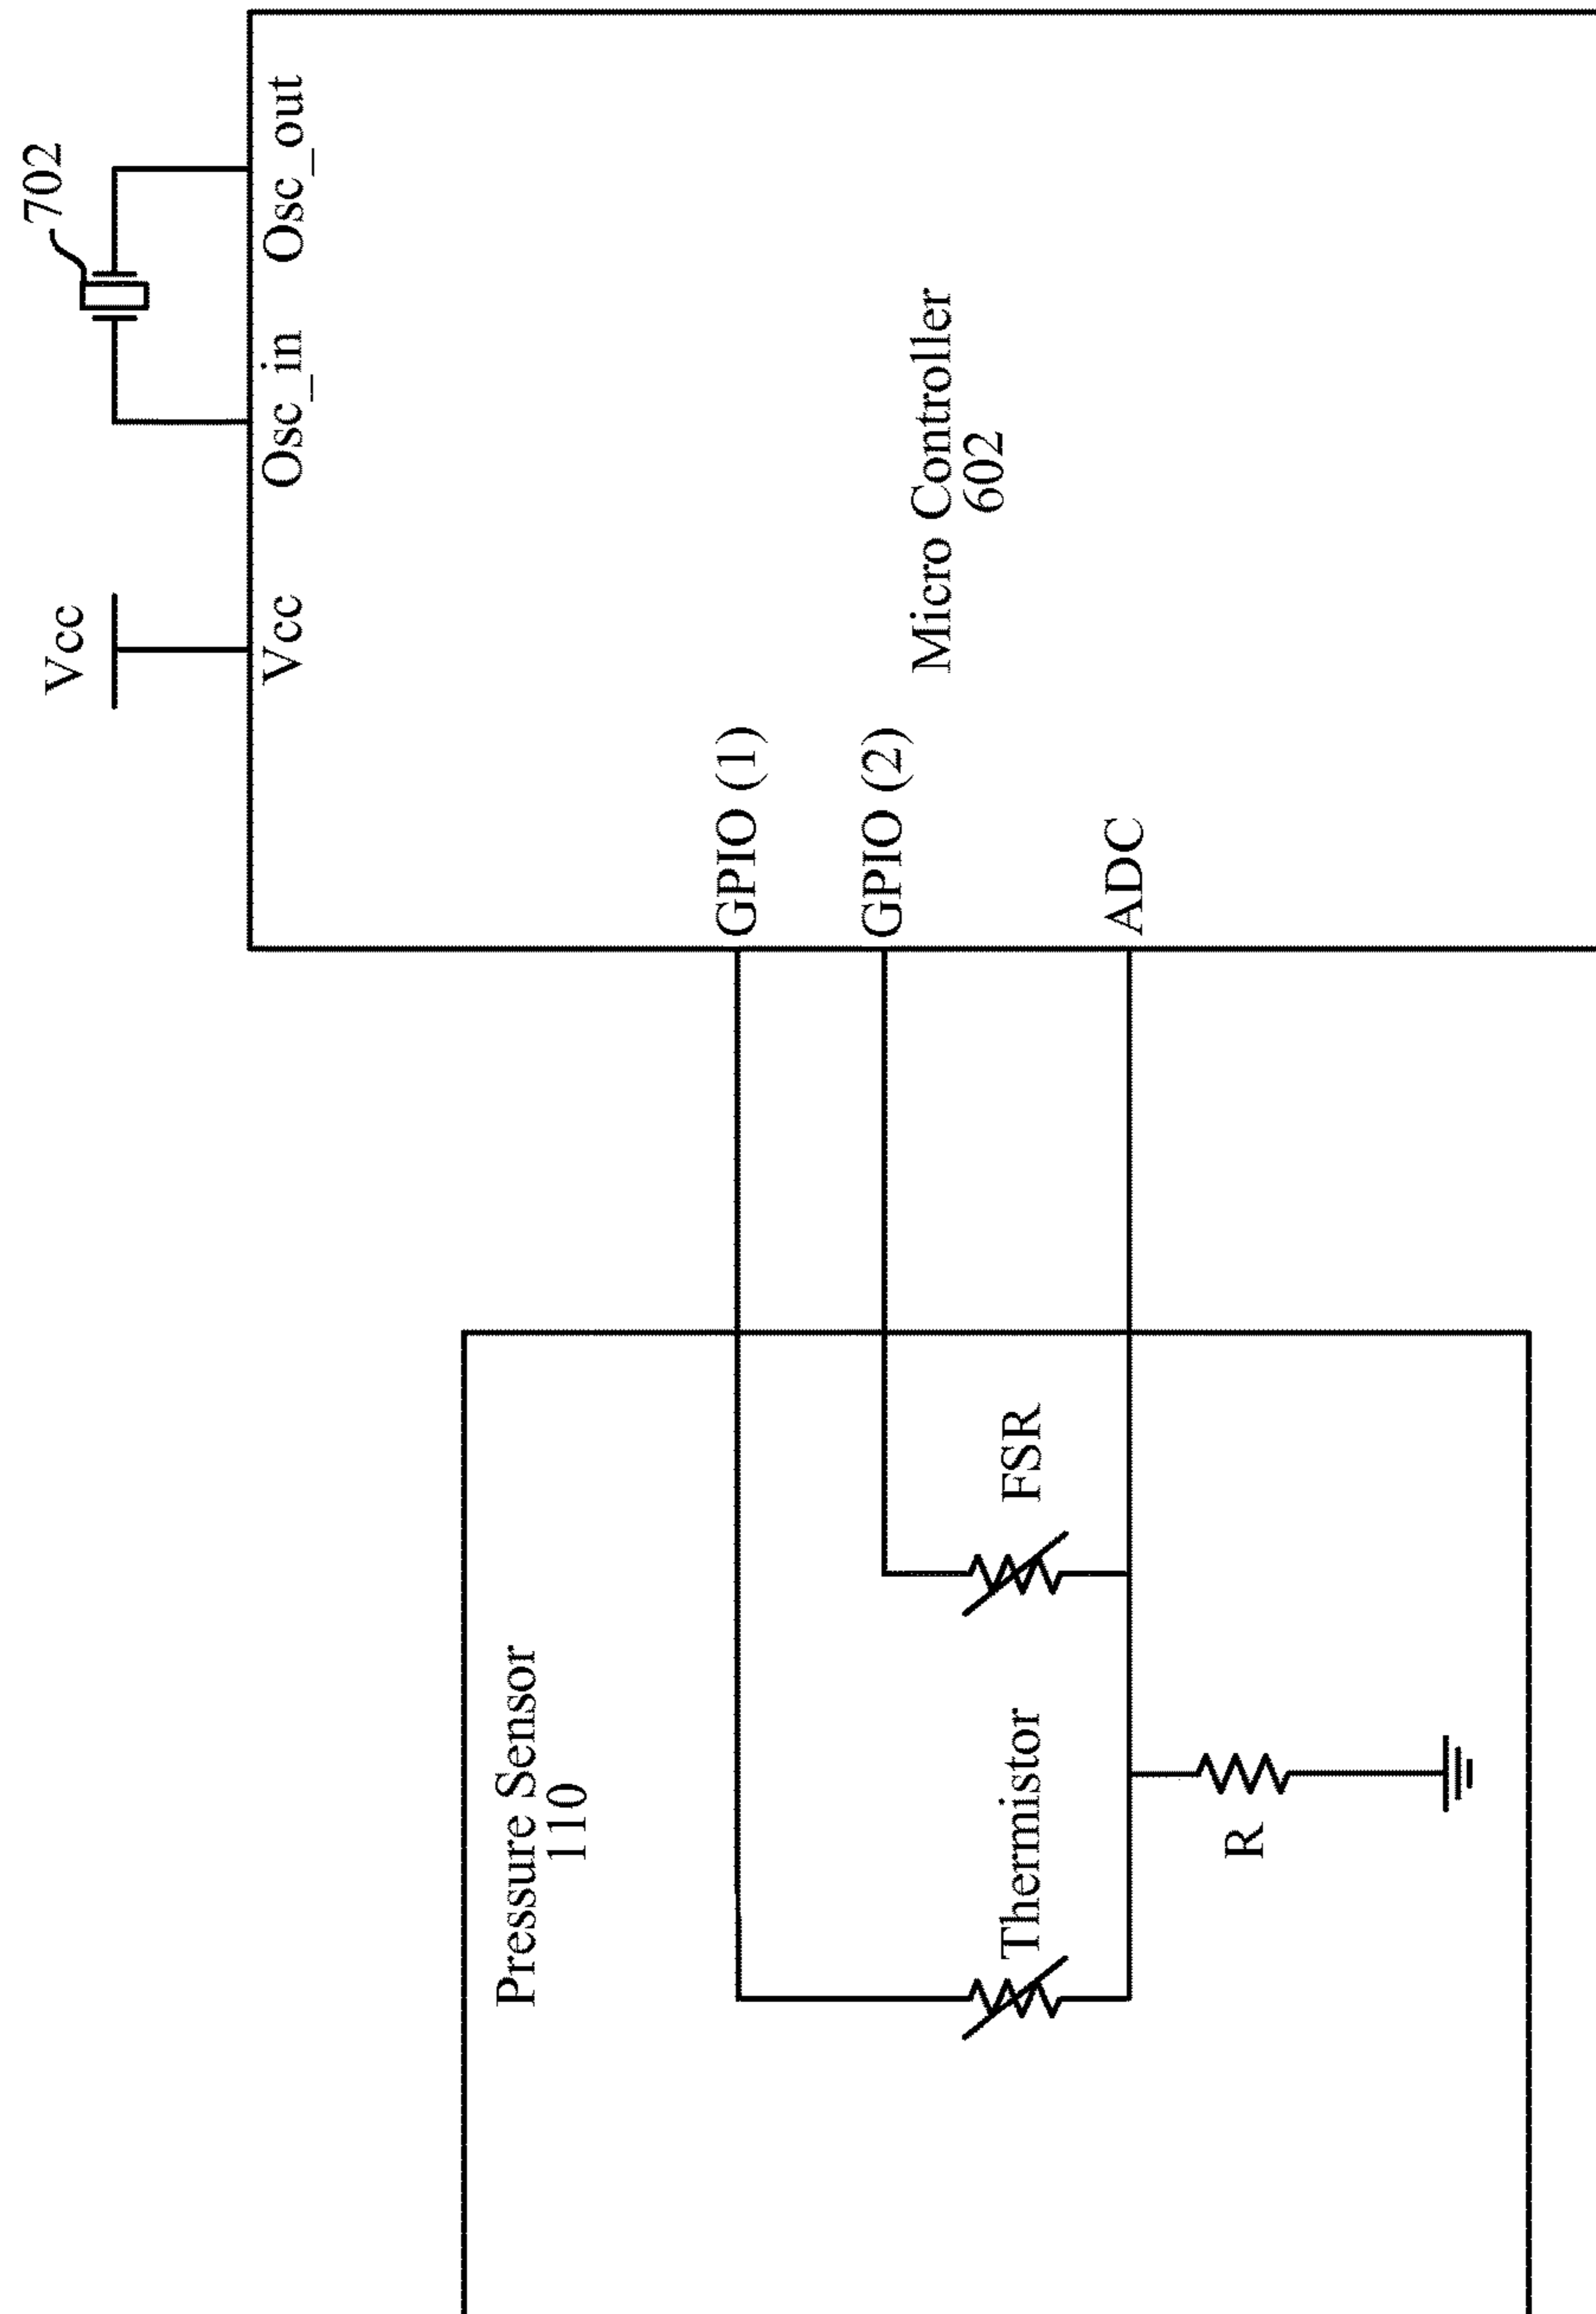 702
Vcc
Vcc
Osc_in
Osc_out
Pressure Sensor
110
GPIO (1)
GPIO (2)
Micro Controller
602
Thermistor
FSR
ADC
R